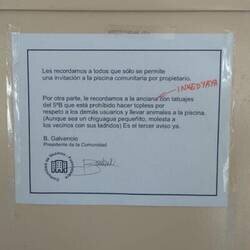 Les recordamos a todos que sólo se permite
una invitación a la piscina comunitaria por propietario.
INKEDYAYA
Por otra parte, le recordamos a la anciana con tatuajes
del 5ºB que está prohibido hacer topless por
respeto a los demás usuarios y llevar animales a la piscina.
(Aunque sea un chiguagua pequeñito, molesta a
los vecinos con sus ladridos) Es el tercer aviso ya.
B. Galvencio
Presidente de la Comunidad